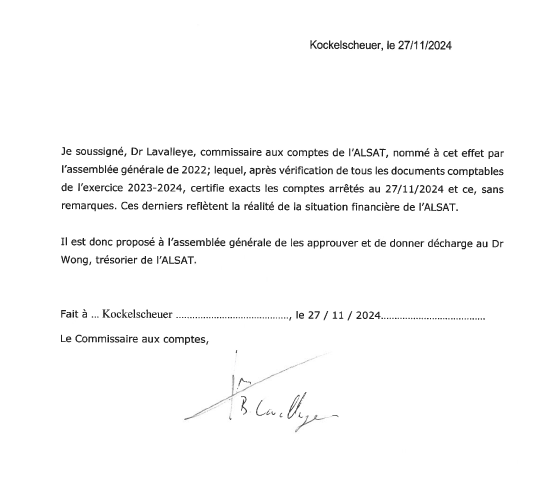 Kockelscheuer, le 27/11/2024
Je soussigné, Dr Lavalleye, commissaire aux comptes de l'ALSAT, nommé à cet effet par
l'assemblée générale de 2022; lequel, après vérification de tous les documents comptables
de l'exercice 2023-2024, certifie exacts les comptes arrêtés au 27/11/2024 et ce, sans
remarques. Ces derniers reflètent la réalité de la situation financière de l'ALSAT.
Il est donc proposé à l'assemblée générale de les approuver et de donner décharge au Dr
Wong, trésorier de l'ALSAT.
Fait à ... Kockelscheuer ........................................, le 27 / 11 / 2024.....................................
Le Commissaire aux comptes,